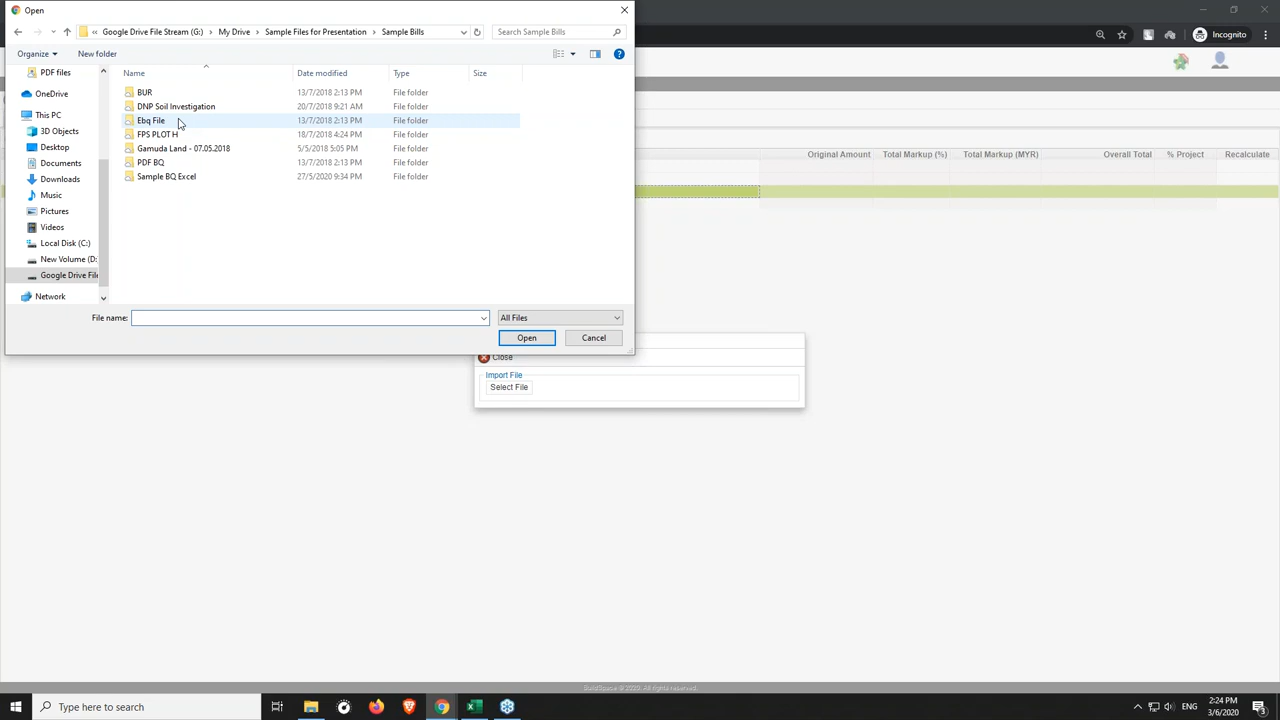 Open
« Google Drive File Stream (G:) > My Drive > Sample Files for Presentation > Sample Bills
Search Sample Bills
Incognito
Organize
New folder
Name
Date modified
Type
Size
PDF files
OneDrive
This PC
3D Objects
Desktop
Documents
Downloads
Music
Pictures
Videos
Local Disk (C:)
New Volume (D:
Google Drive File
Network
BUR 13/7/2018 2:13 PM File folder
DNP Soil Investigation 20/7/2018 9:21 AM File folder
Ebq File 13/7/2018 2:13 PM File folder
FPS PLOT H 18/7/2018 4:24 PM File folder
Gamuda Land - 07.05.2018 5/5/2018 5:05 PM File folder
PDF BQ 13/7/2018 2:13 PM File folder
Sample BQ Excel 27/5/2020 9:34 PM File folder
Original Amount Total Markup (%) Total Markup (MYR) Overall Total % Project Recalculate
File name:
All Files
Open
Cancel
Close
Import File
Select File
BuildSpace © 2020. All rights reserved.
Type here to search
ENG
2:24 PM
3/6/2020
3